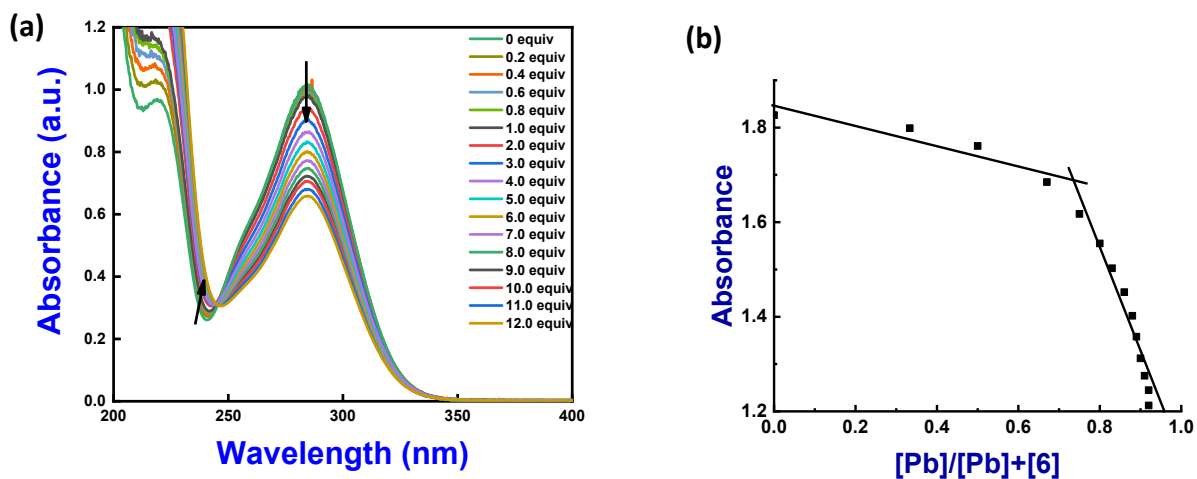 (a)
Absorbance (a.u.)
1.2
1.0
0.8
0.6
0.4
0.2
0.0
200
250
300
350
400
Wavelength (nm)
0 equiv
0.2 equiv
0.4 equiv
0.6 equiv
0.8 equiv
1.0 equiv
2.0 equiv
3.0 equiv
4.0 equiv
5.0 equiv
6.0 equiv
7.0 equiv
8.0 equiv
9.0 equiv
10.0 equiv
11.0 equiv
12.0 equiv
(b)
Absorbance
1.8
1.6
1.4
1.2
0.0
0.2
0.4
0.6
0.8
1.0
[Pb]/[Pb]+[6]